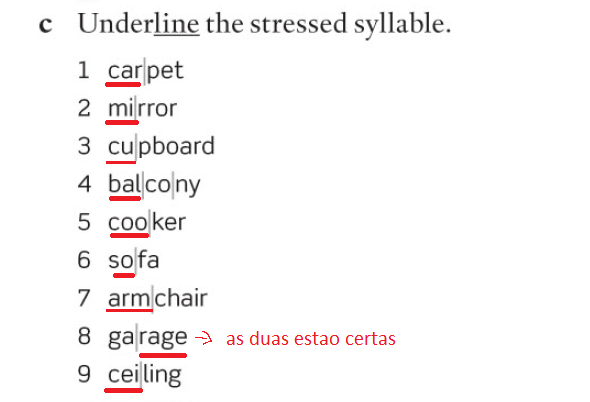 c Underline the stressed syllable.
1 car|pet
2 mi|rror
3 cu|pboard
4 bal|co|ny
5 coo|ker
6 so|fa
7 arm|chair
8 ga|rage → as duas estao certas
9 cei|ling